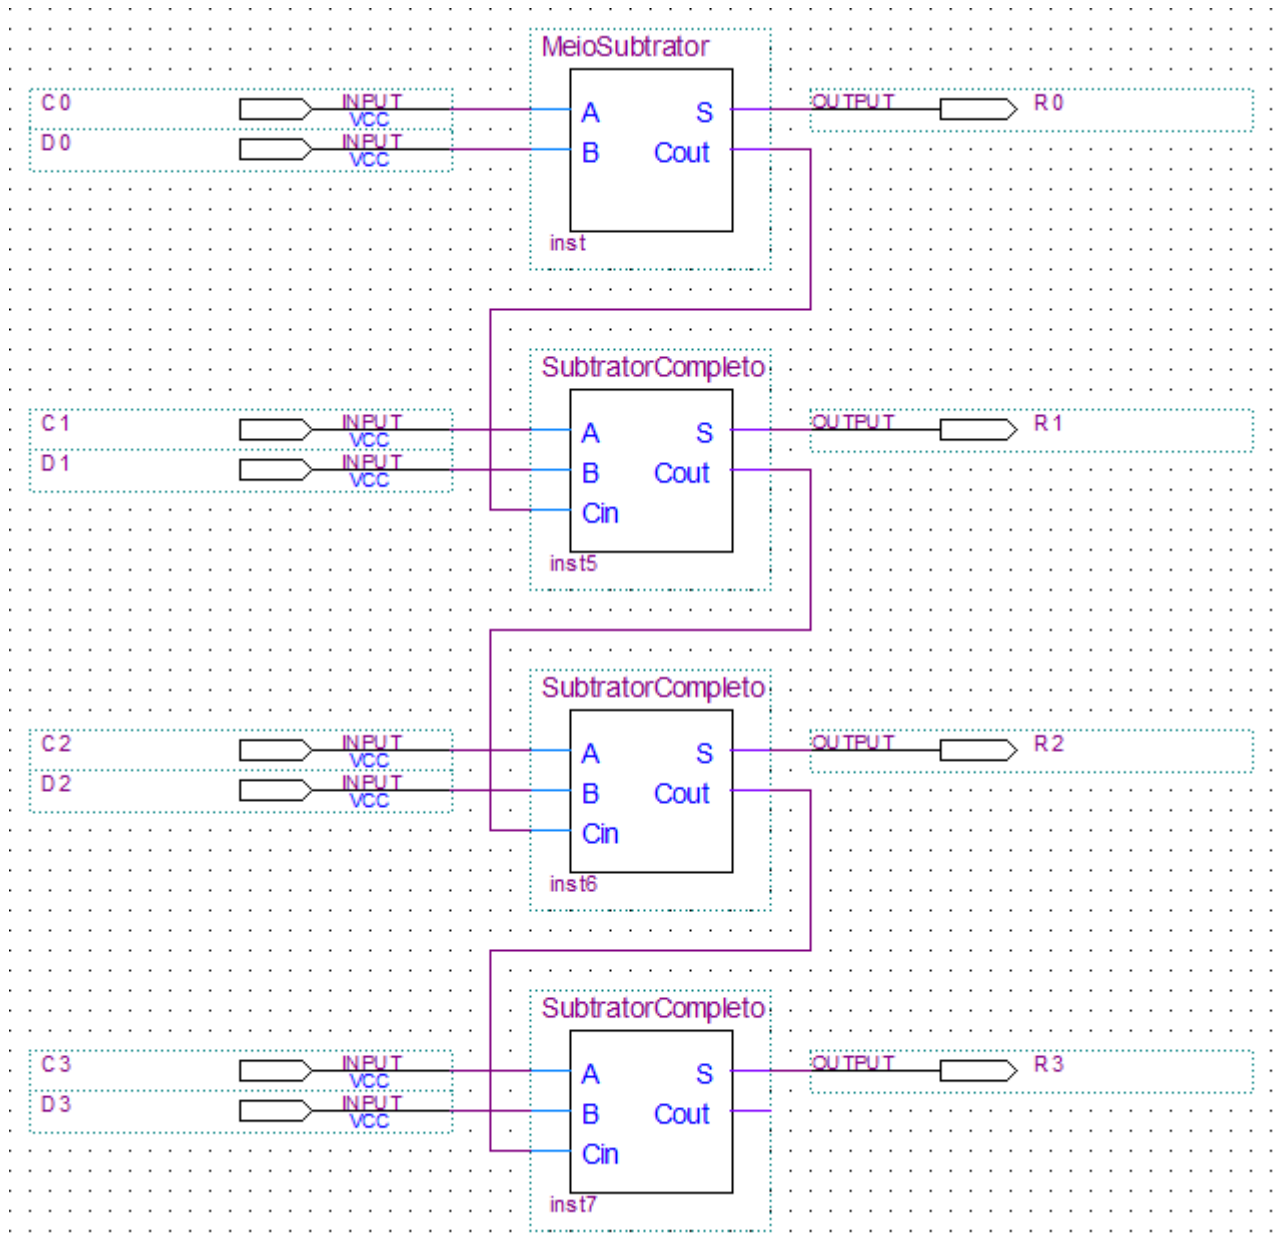 MeioSubtrator
C0 INPUT VCC A S OUTPUT R0
D0 INPUT VCC B Cout
inst
SubtratorCompleto
C1 INPUT VCC A S OUTPUT R1
D1 INPUT VCC B Cout
Cin
inst5
SubtratorCompleto
C2 INPUT VCC A S OUTPUT R2
D2 INPUT VCC B Cout
Cin
inst6
SubtratorCompleto
C3 INPUT VCC A S OUTPUT R3
D3 INPUT VCC B Cout
Cin
inst7